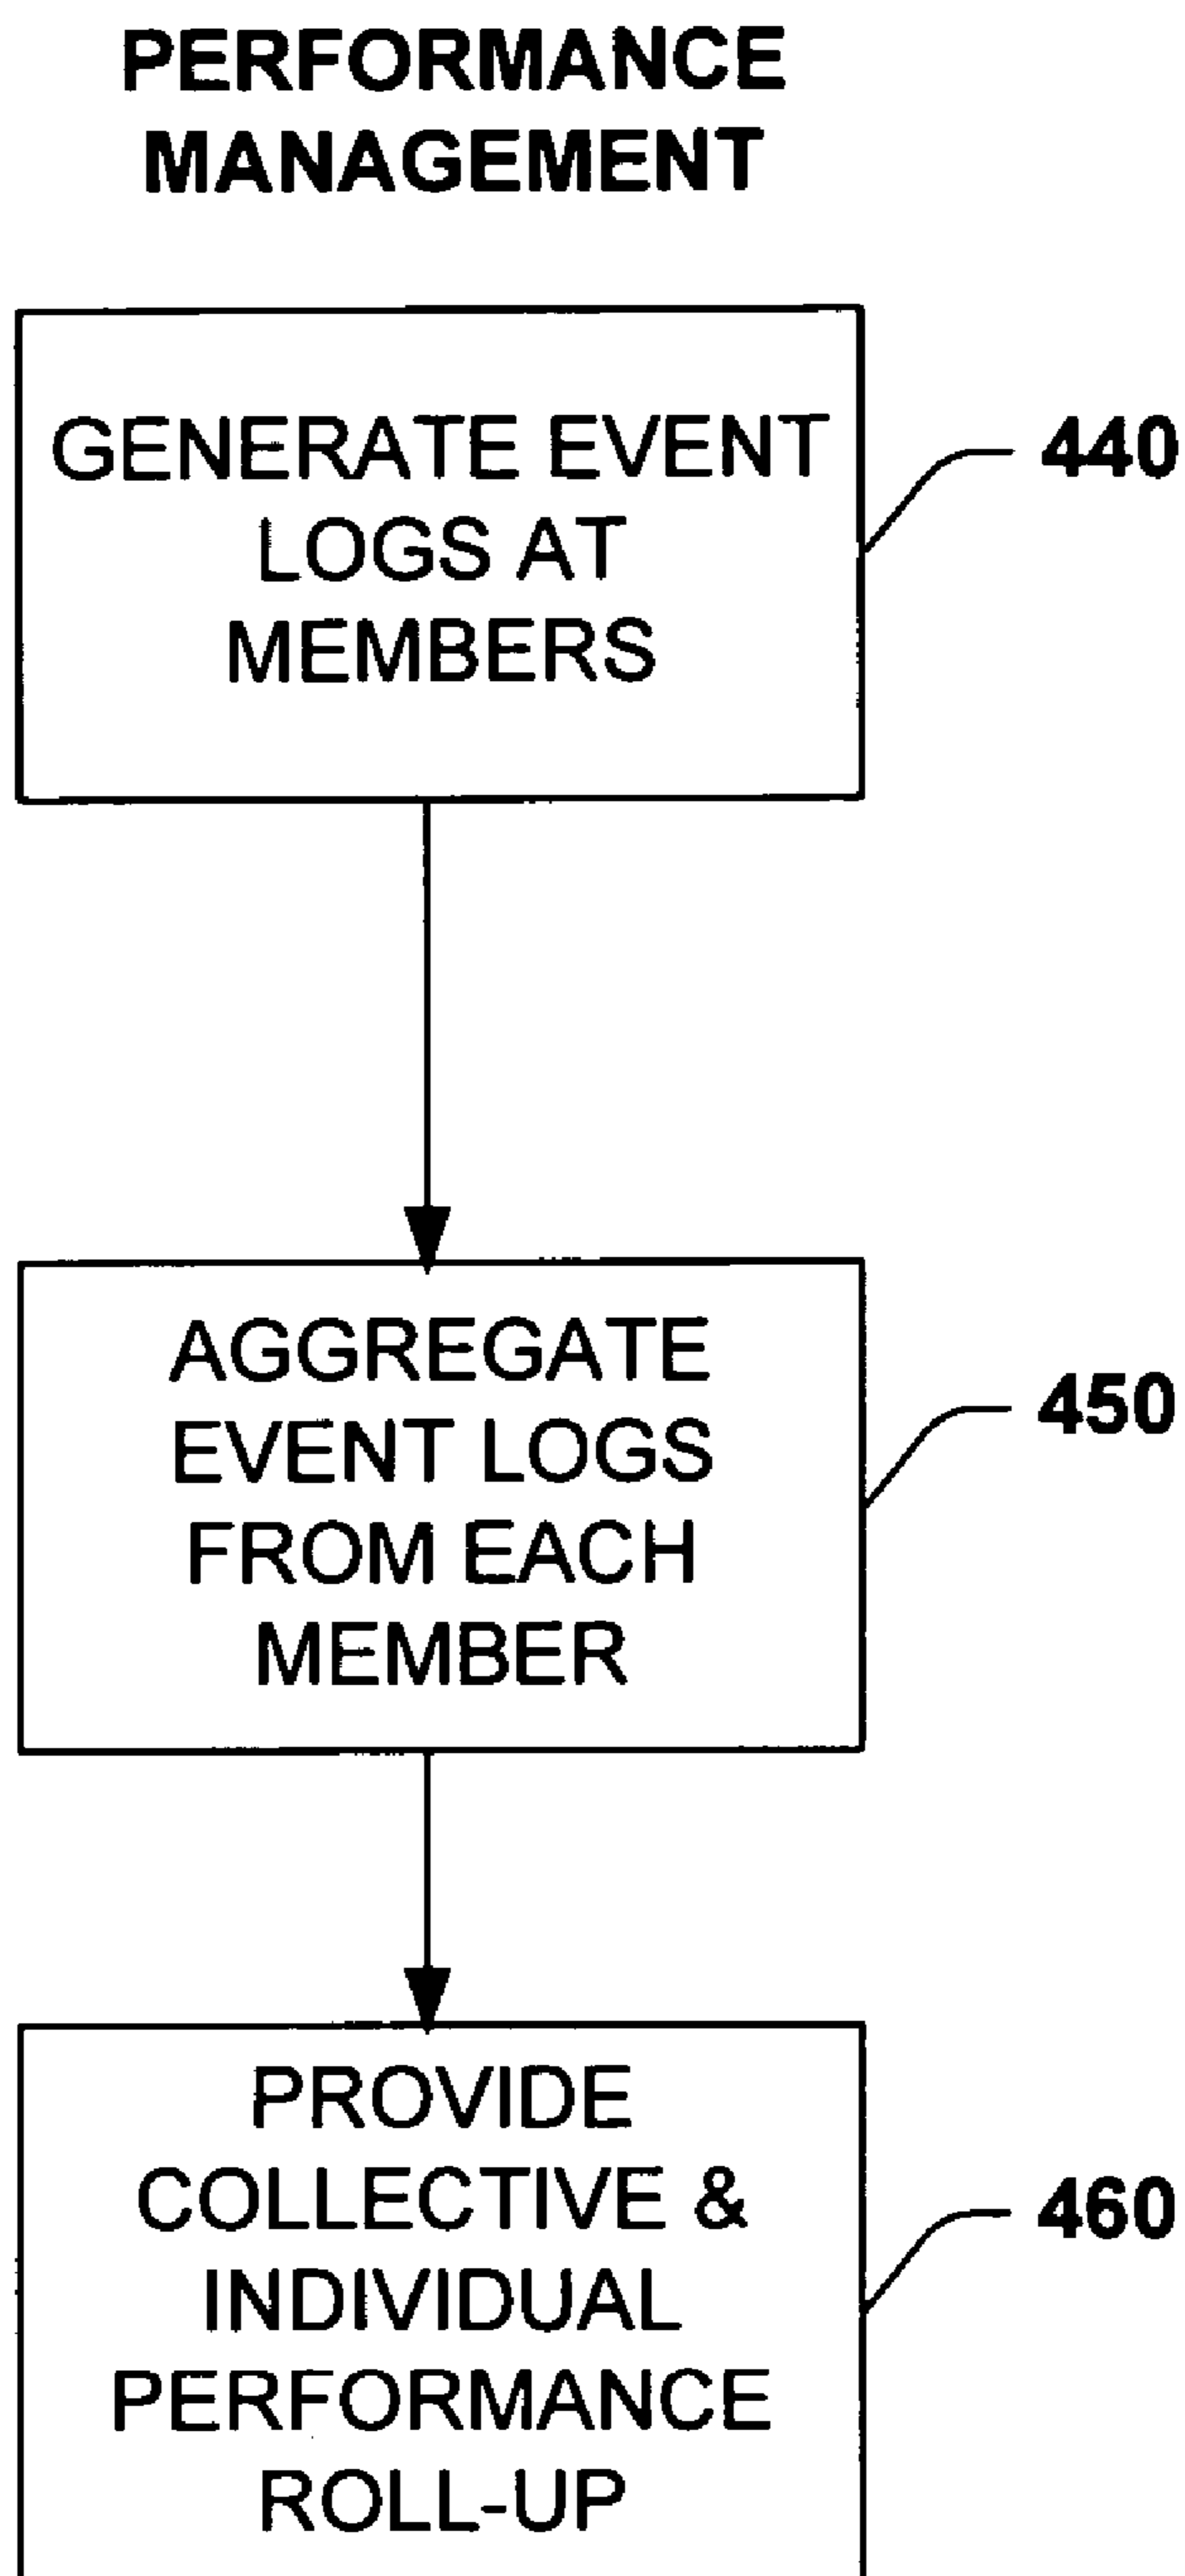 PERFORMANCE
MANAGEMENT
GENERATE EVENT
LOGS AT
MEMBERS
440
AGGREGATE
EVENT LOGS
FROM EACH
MEMBER
450
PROVIDE
COLLECTIVE &
INDIVIDUAL
PERFORMANCE
ROLL-UP
460